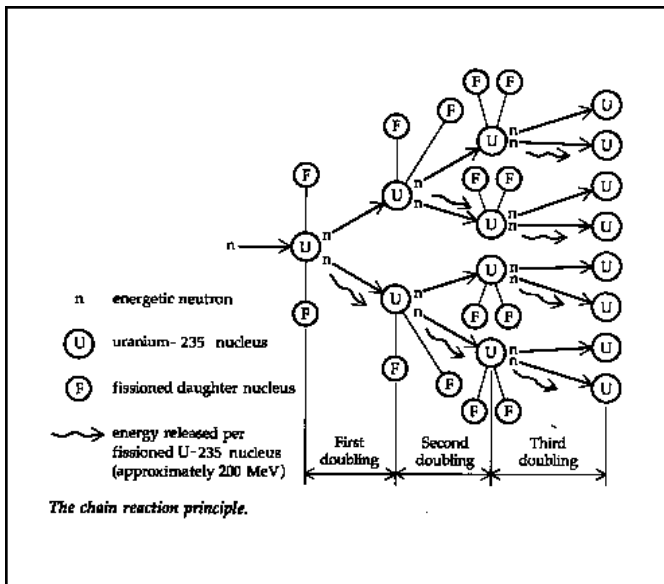 F F
U
F F
n
n U
U
F
F F
n
U
U
n
n U
U
n
n
U
n U
n
n
U
U
n
n
U
n energetic neutron
F
U
n
n
F F
U
U
U uranium-235 nucleus
F
F
U
n
n
U
F fissioned daughter nucleus
F F
U
energy released per
fissioned U-235 nucleus
(approximately 200 MeV)
First
doubling
Second
doubling
Third
doubling
The chain reaction principle.